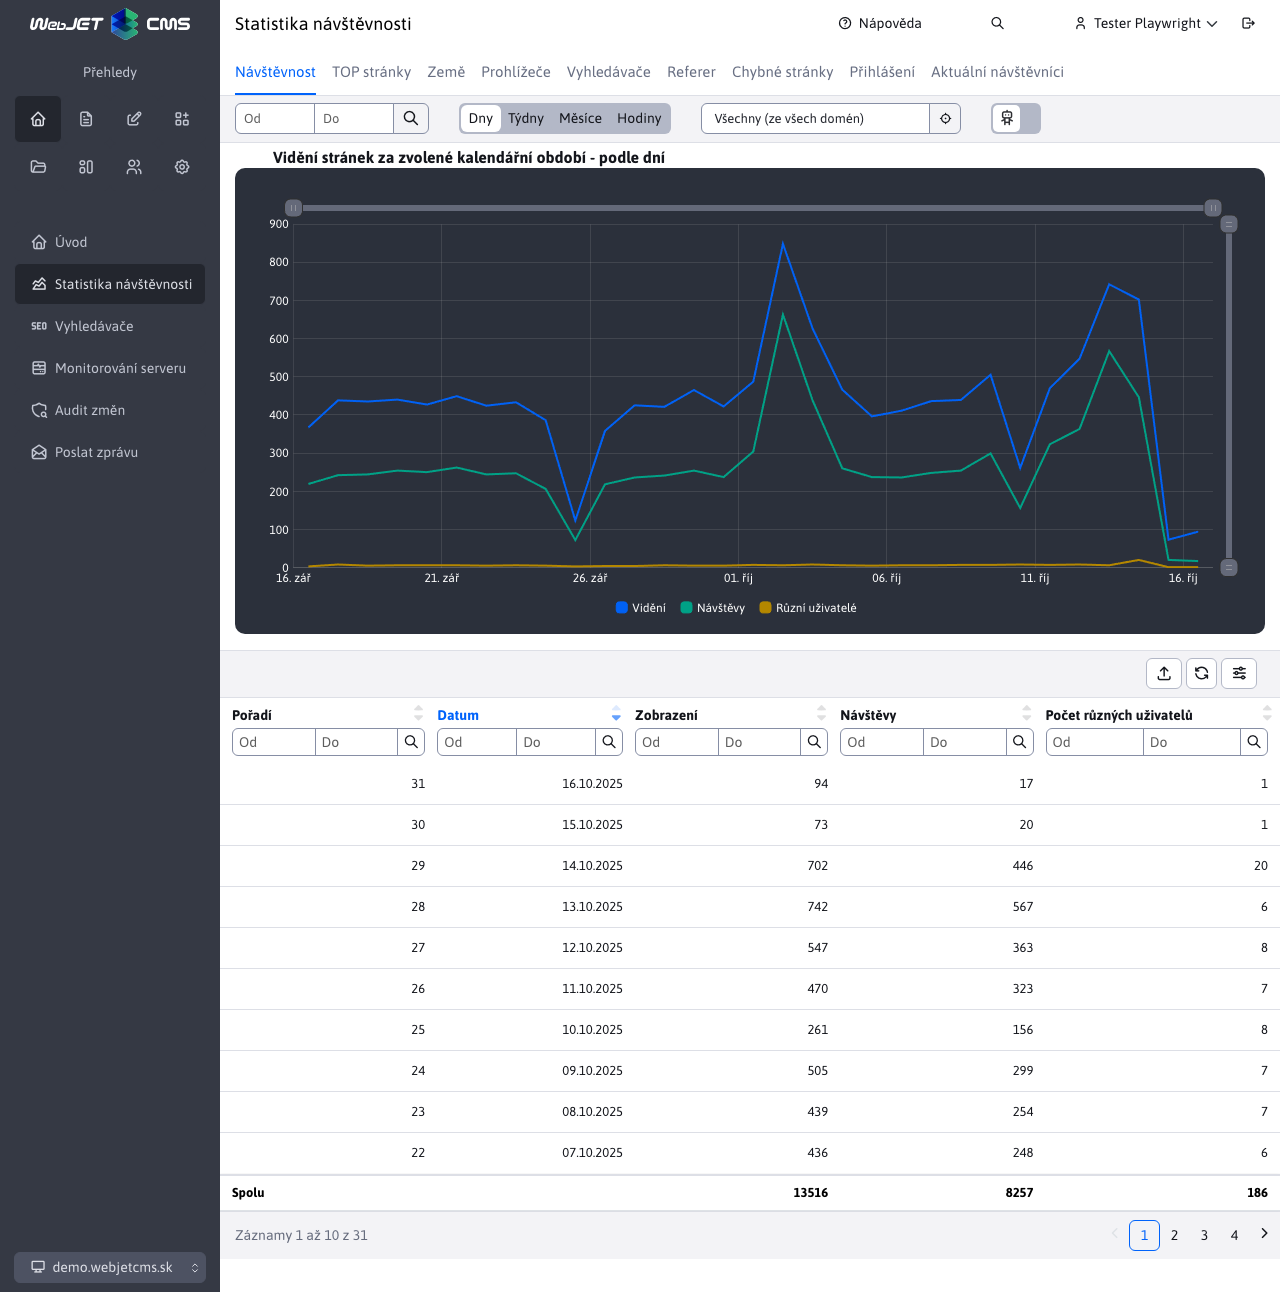 WebJET CMS
Statistika návštěvnosti
Nápověda
Tester Playwright
Přehledy
Návštěvnost TOP stránky Země Prohlížeče Vyhledávače Referer Chybné stránky Přihlášení Aktuální návštěvníci
Od Do Dny Týdny Měsíce Hodiny Všechny (ze všech domén)
Úvod
Statistika návštěvnosti
SEO Vyhledávače
Monitorování serveru
Audit změn
Poslat zprávu
demo.webjetcms.sk
Vidění stránek za zvolené kalendářní období - podle dní
900
800
700
600
500
400
300
200
100
0
16. zář 21. zář 26. zář 01. říj 06. říj 11. říj 16. říj
Vidění Návštěvy Různí uživatelé
Pořadí Datum Zobrazení Návštěvy Počet různých uživatelů
Od Do Od Do Od Do Od Do Od Do
31 16.10.2025 94 17 1
30 15.10.2025 73 20 1
29 14.10.2025 702 446 20
28 13.10.2025 742 567 6
27 12.10.2025 547 363 8
26 11.10.2025 470 323 7
25 10.10.2025 261 156 8
24 09.10.2025 505 299 7
23 08.10.2025 439 254 7
22 07.10.2025 436 248 6
Spolu 13516 8257 186
Záznamy 1 až 10 z 31
1 2 3 4